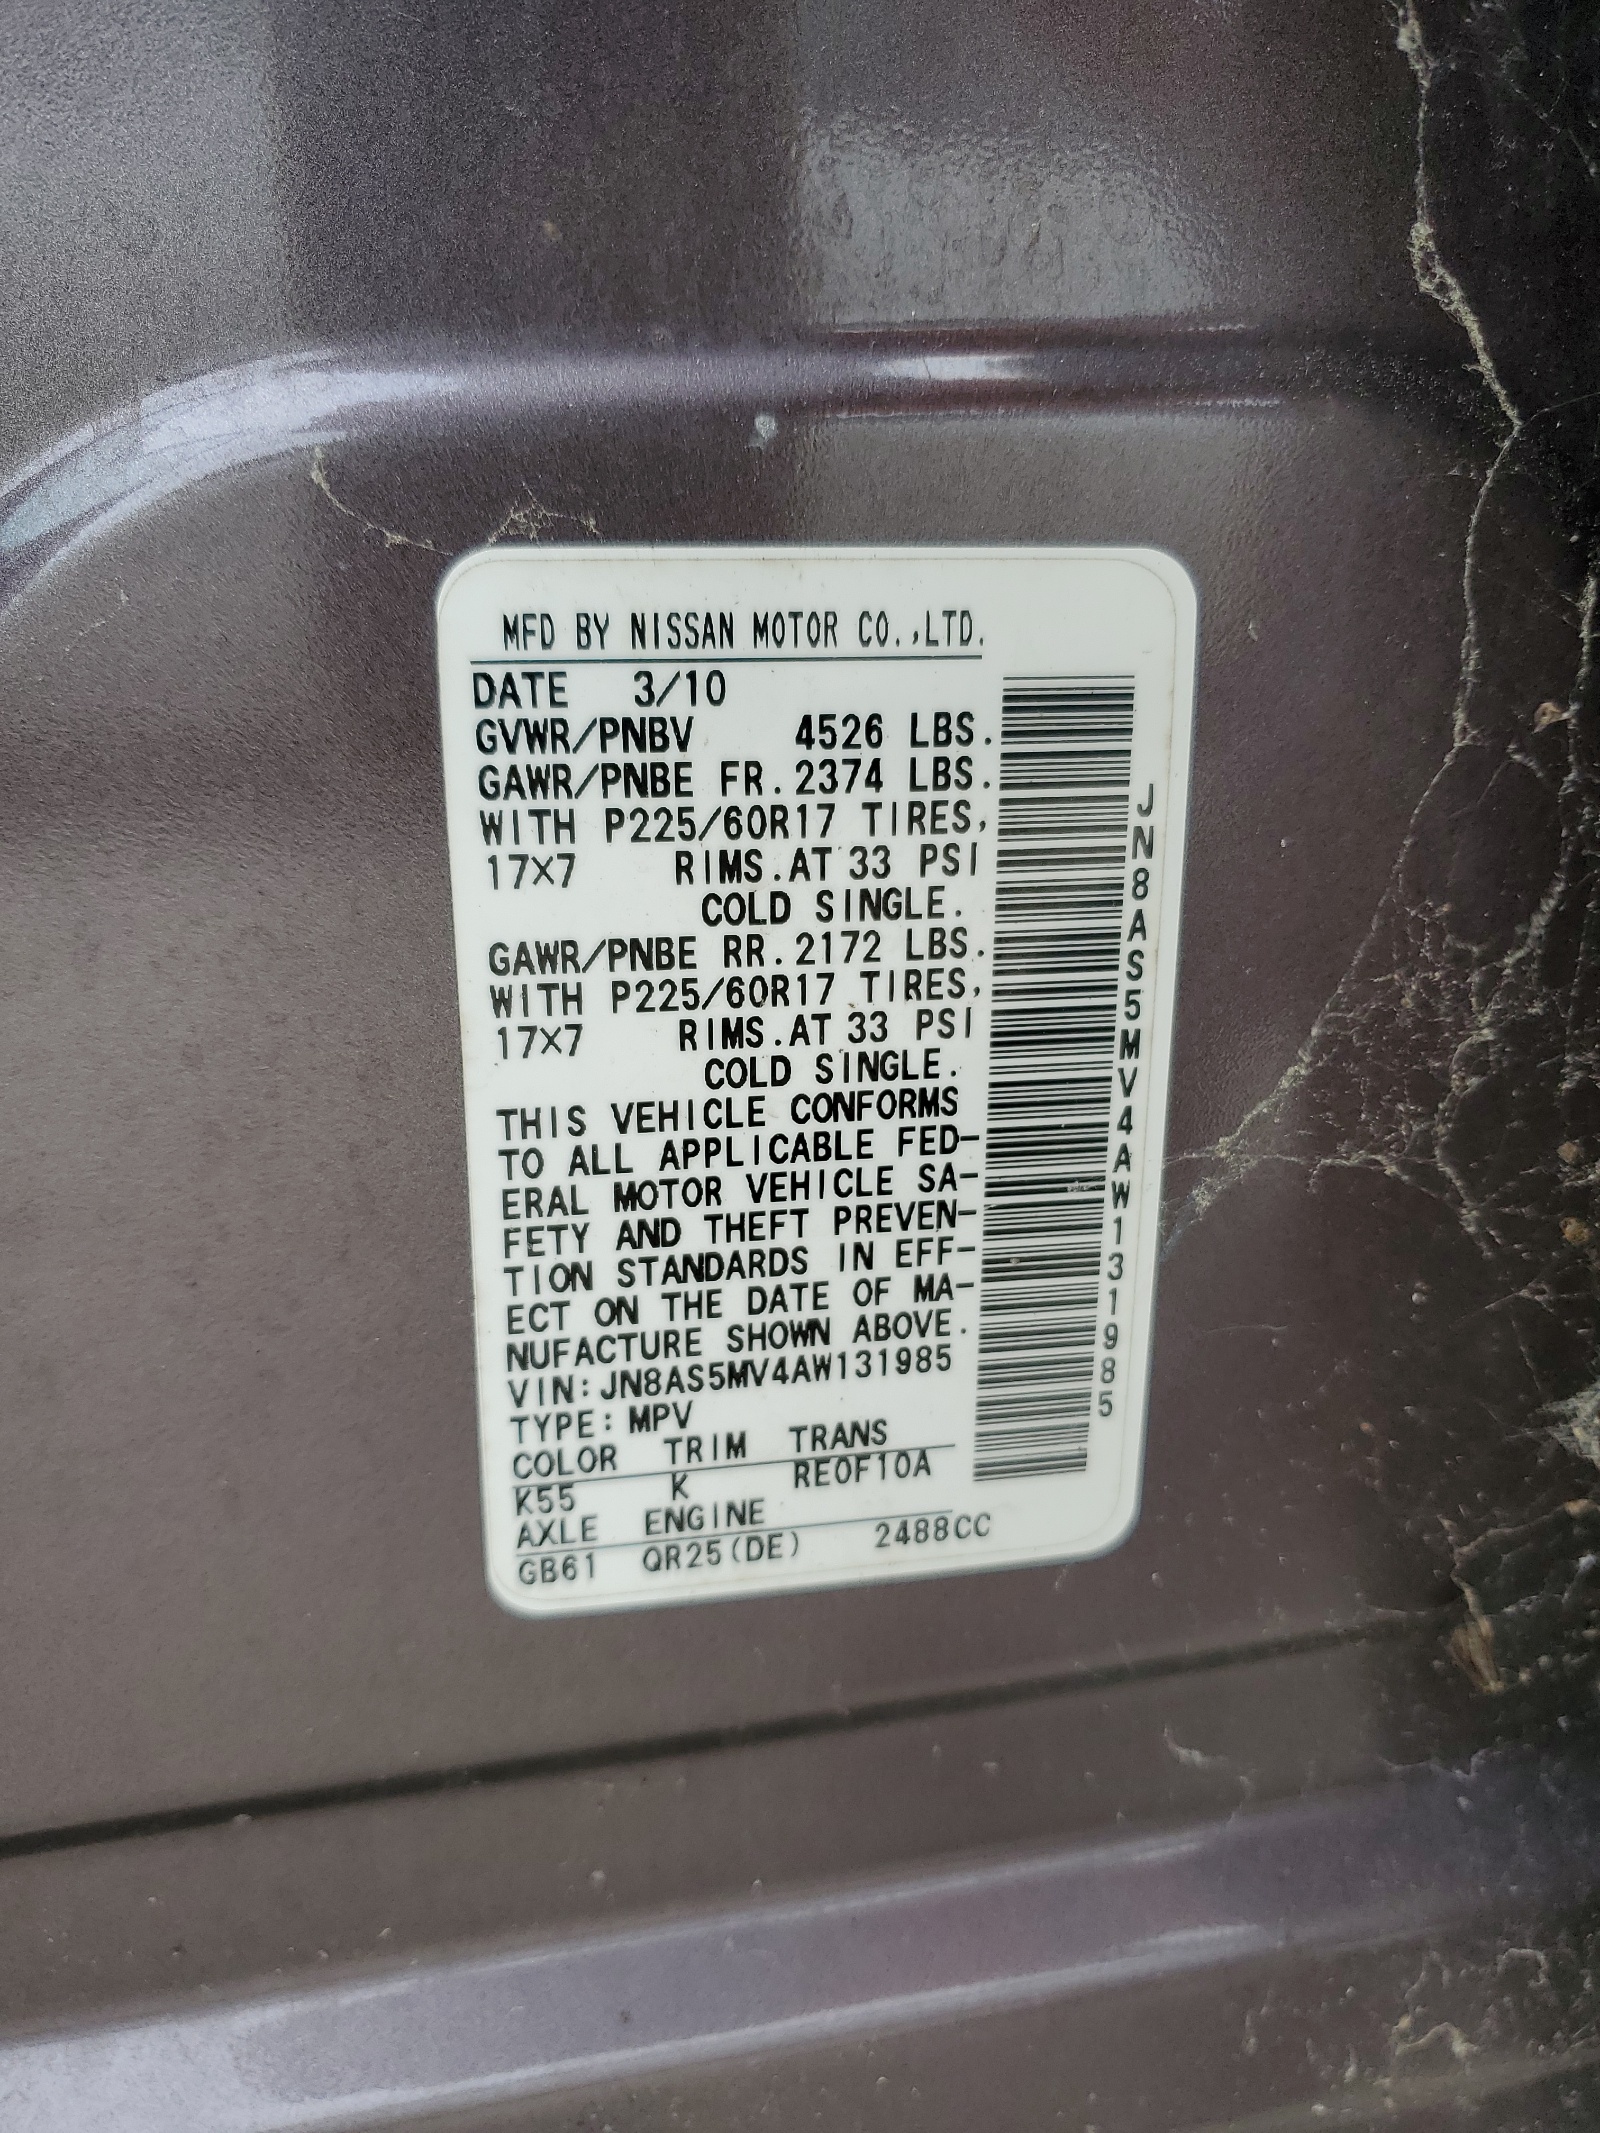 MFD BY NISSAN MOTOR CO.,LTD.
DATE 3/10
GVWR/PNBV 4526 LBS.
GAWR/PNBE FR.2374 LBS.
WITH P225/60R17 TIRES,
17X7 RIMS.AT 33 PSI
COLD SINGLE.
GAWR/PNBE RR.2172 LBS.
WITH P225/60R17 TIRES,
17X7 RIMS.AT 33 PSI
COLD SINGLE.
THIS VEHICLE CONFORMS
TO ALL APPLICABLE FED-
ERAL MOTOR VEHICLE SA-
FETY AND THEFT PREVEN-
TION STANDARDS IN EFF-
ECT ON THE DATE OF MA-
NUFACTURE SHOWN ABOVE.
VIN:JN8AS5MV4AW131985
TYPE:MPV
COLOR TRIM TRANS
K55 K RE0F10A
AXLE ENGINE
GB61 QR25(DE) 2488CC
JN8AS5MV4AW131985